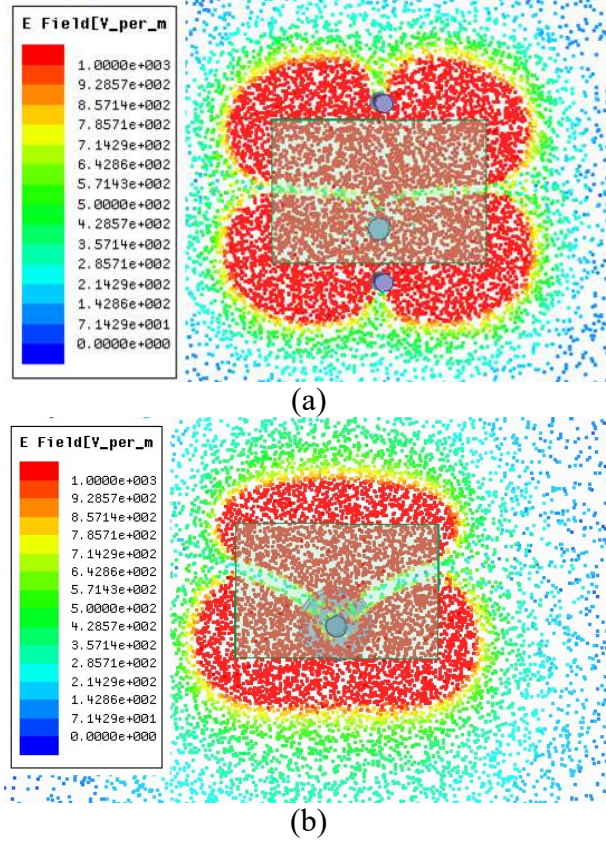 E Field[V_per_m
1.0000e+003
9.2857e+002
8.5714e+002
7.8571e+002
7.1429e+002
6.4286e+002
5.7143e+002
5.0000e+002
4.2857e+002
3.5714e+002
2.8571e+002
2.1429e+002
1.4286e+002
7.1429e+001
0.0000e+000
(a)
E Field[V_per_m
1.0000e+003
9.2857e+002
8.5714e+002
7.8571e+002
7.1429e+002
6.4286e+002
5.7143e+002
5.0000e+002
4.2857e+002
3.5714e+002
2.8571e+002
2.1429e+002
1.4286e+002
7.1429e+001
0.0000e+000
(b)